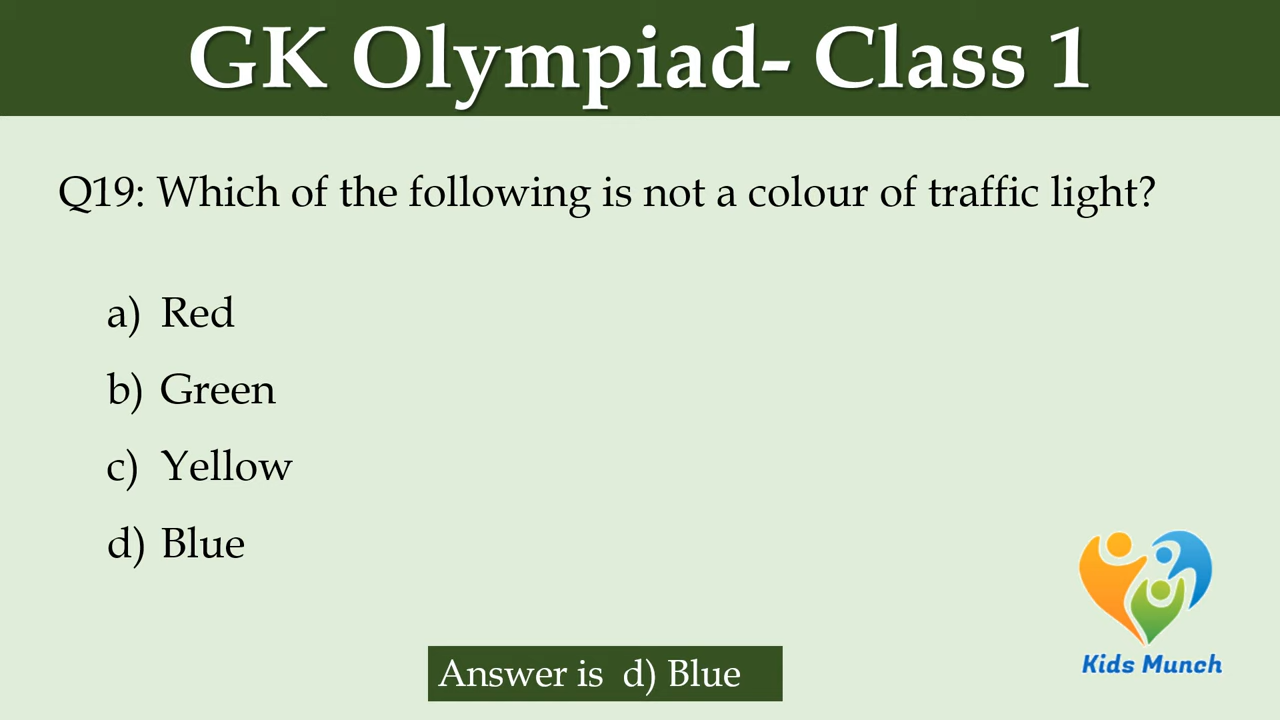 GK Olympiad- Class 1
Q19: Which of the following is not a colour of traffic light?
a) Red
b) Green
c) Yellow
d) Blue
Kids Munch
Answer is d) Blue